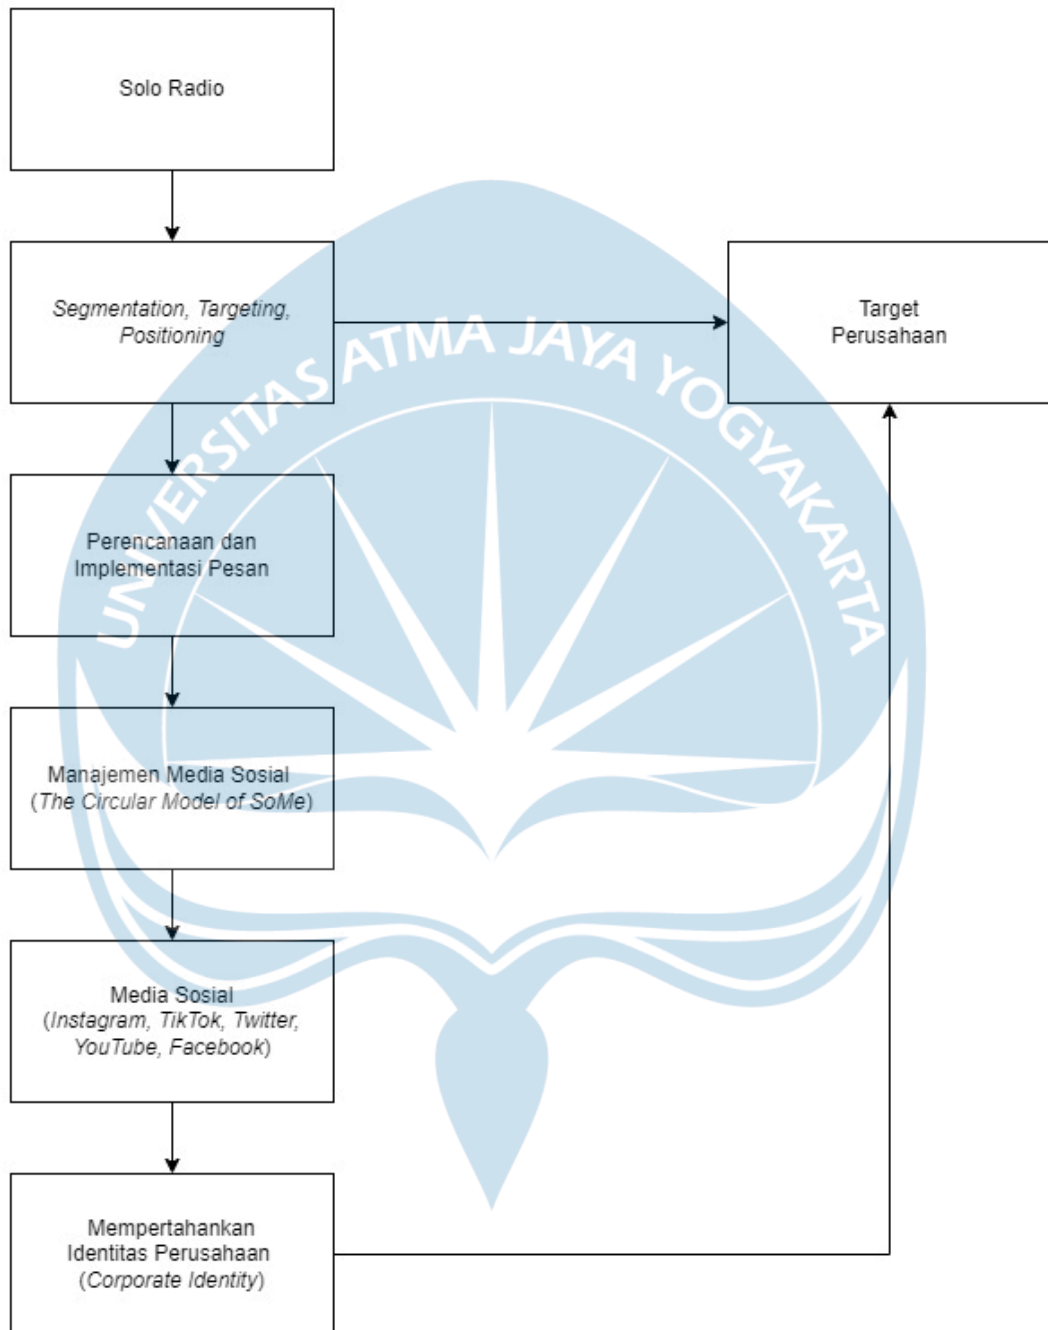 Solo Radio
Segmentation, Targeting,
Positioning
Target
Perusahaan
UNIVERSITAS ATMA JAYA YOGYAKARTA
Perencanaan dan
Implementasi Pesan
Manajemen Media Sosial
(The Circular Model of SoMe)
Media Sosial
(Instagram, TikTok, Twitter,
YouTube, Facebook)
Mempertahankan
Identitas Perusahaan
(Corporate Identity)